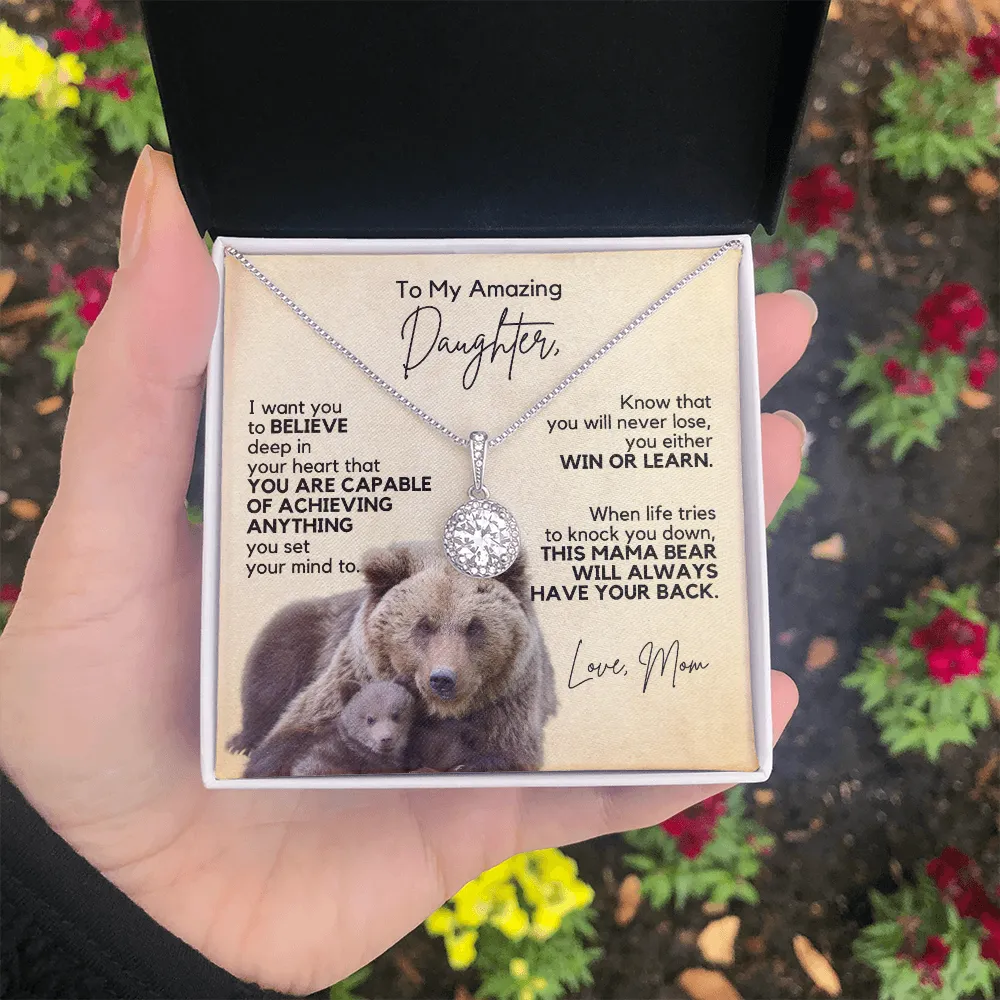 To My Amazing
Daughter,
I want you
to BELIEVE
deep in
your heart that
YOU ARE CAPABLE
OF ACHIEVING
ANYTHING
you set
your mind to.
Know that
you will never lose,
you either
WIN OR LEARN.
When life tries
to knock you down,
THIS MAMA BEAR
WILL ALWAYS
HAVE YOUR BACK.
Love, Mom